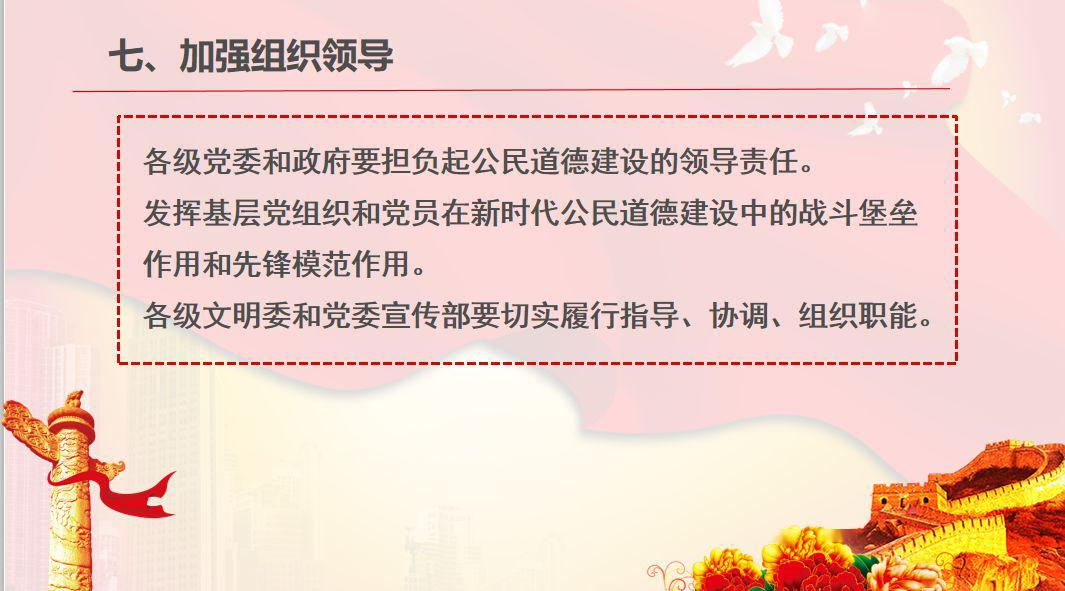 七、加强组织领导
各级党委和政府要担负起公民道德建设的领导责任。
发挥基层党组织和党员在新时代公民道德建设中的战斗堡垒
作用和先锋模范作用。
各级文明委和党委宣传部要切实履行指导、协调、组织职能。